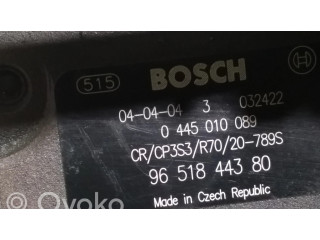 515 BOSCH
04-04-04 3 032422
0 445 010 089
CR/CP3S3/R70/20-789S
96 518 443 80
Made in Czech Republic
© Ovoko